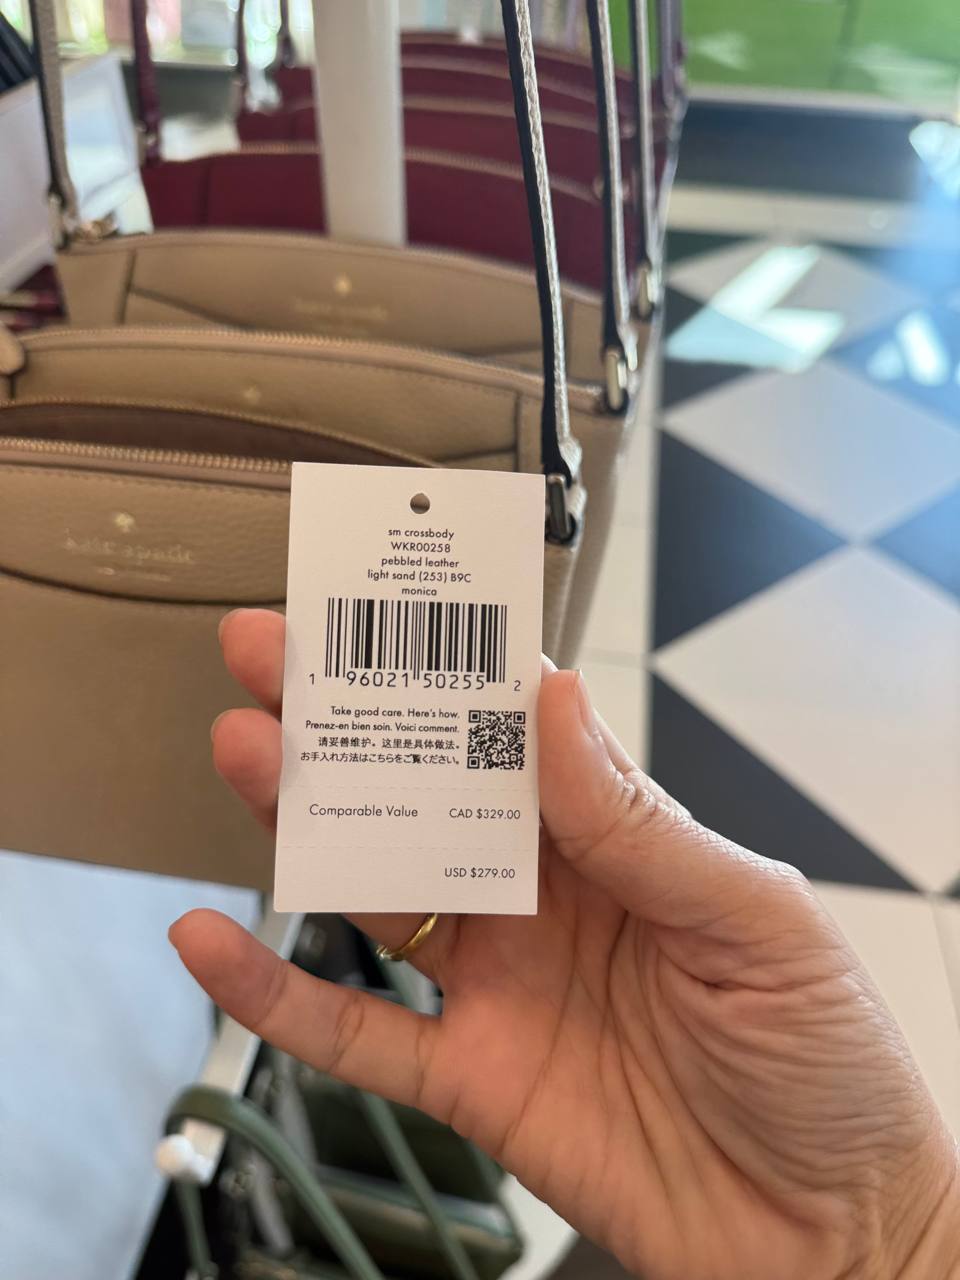 kate spade
sm crossbody
WKR00258
pebbled leather
light sand (253) B9C
monica
1 96021 50255 2
Take good care. Here's how.
Prenez-en bien soin. Voici comment.
请妥善维护。这里是具体做法。
お手入れ方法はこちらをご覧ください。
Comparable Value CAD $329.00
USD $279.00